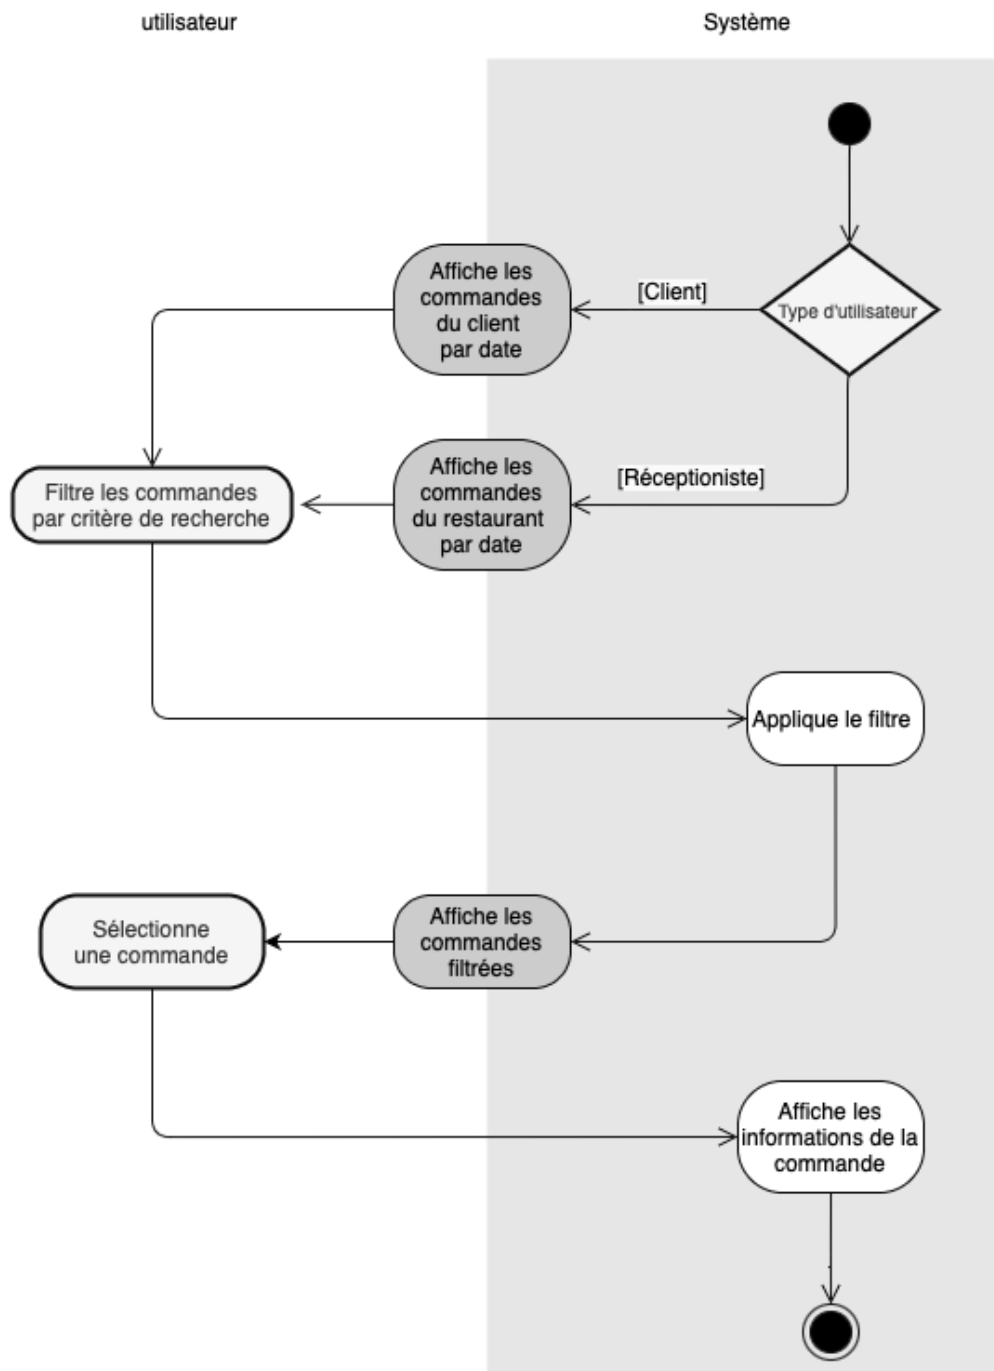 utilisateur
Système
Affiche les
commandes
du client
par date
[Client]
Type d'utilisateur
Filtre les commandes
par critère de recherche
Affiche les
commandes
du restaurant
par date
[Réceptioniste]
Applique le filtre
Sélectionne
une commande
Affiche les
commandes
filtrées
Affiche les
informations de la
commande